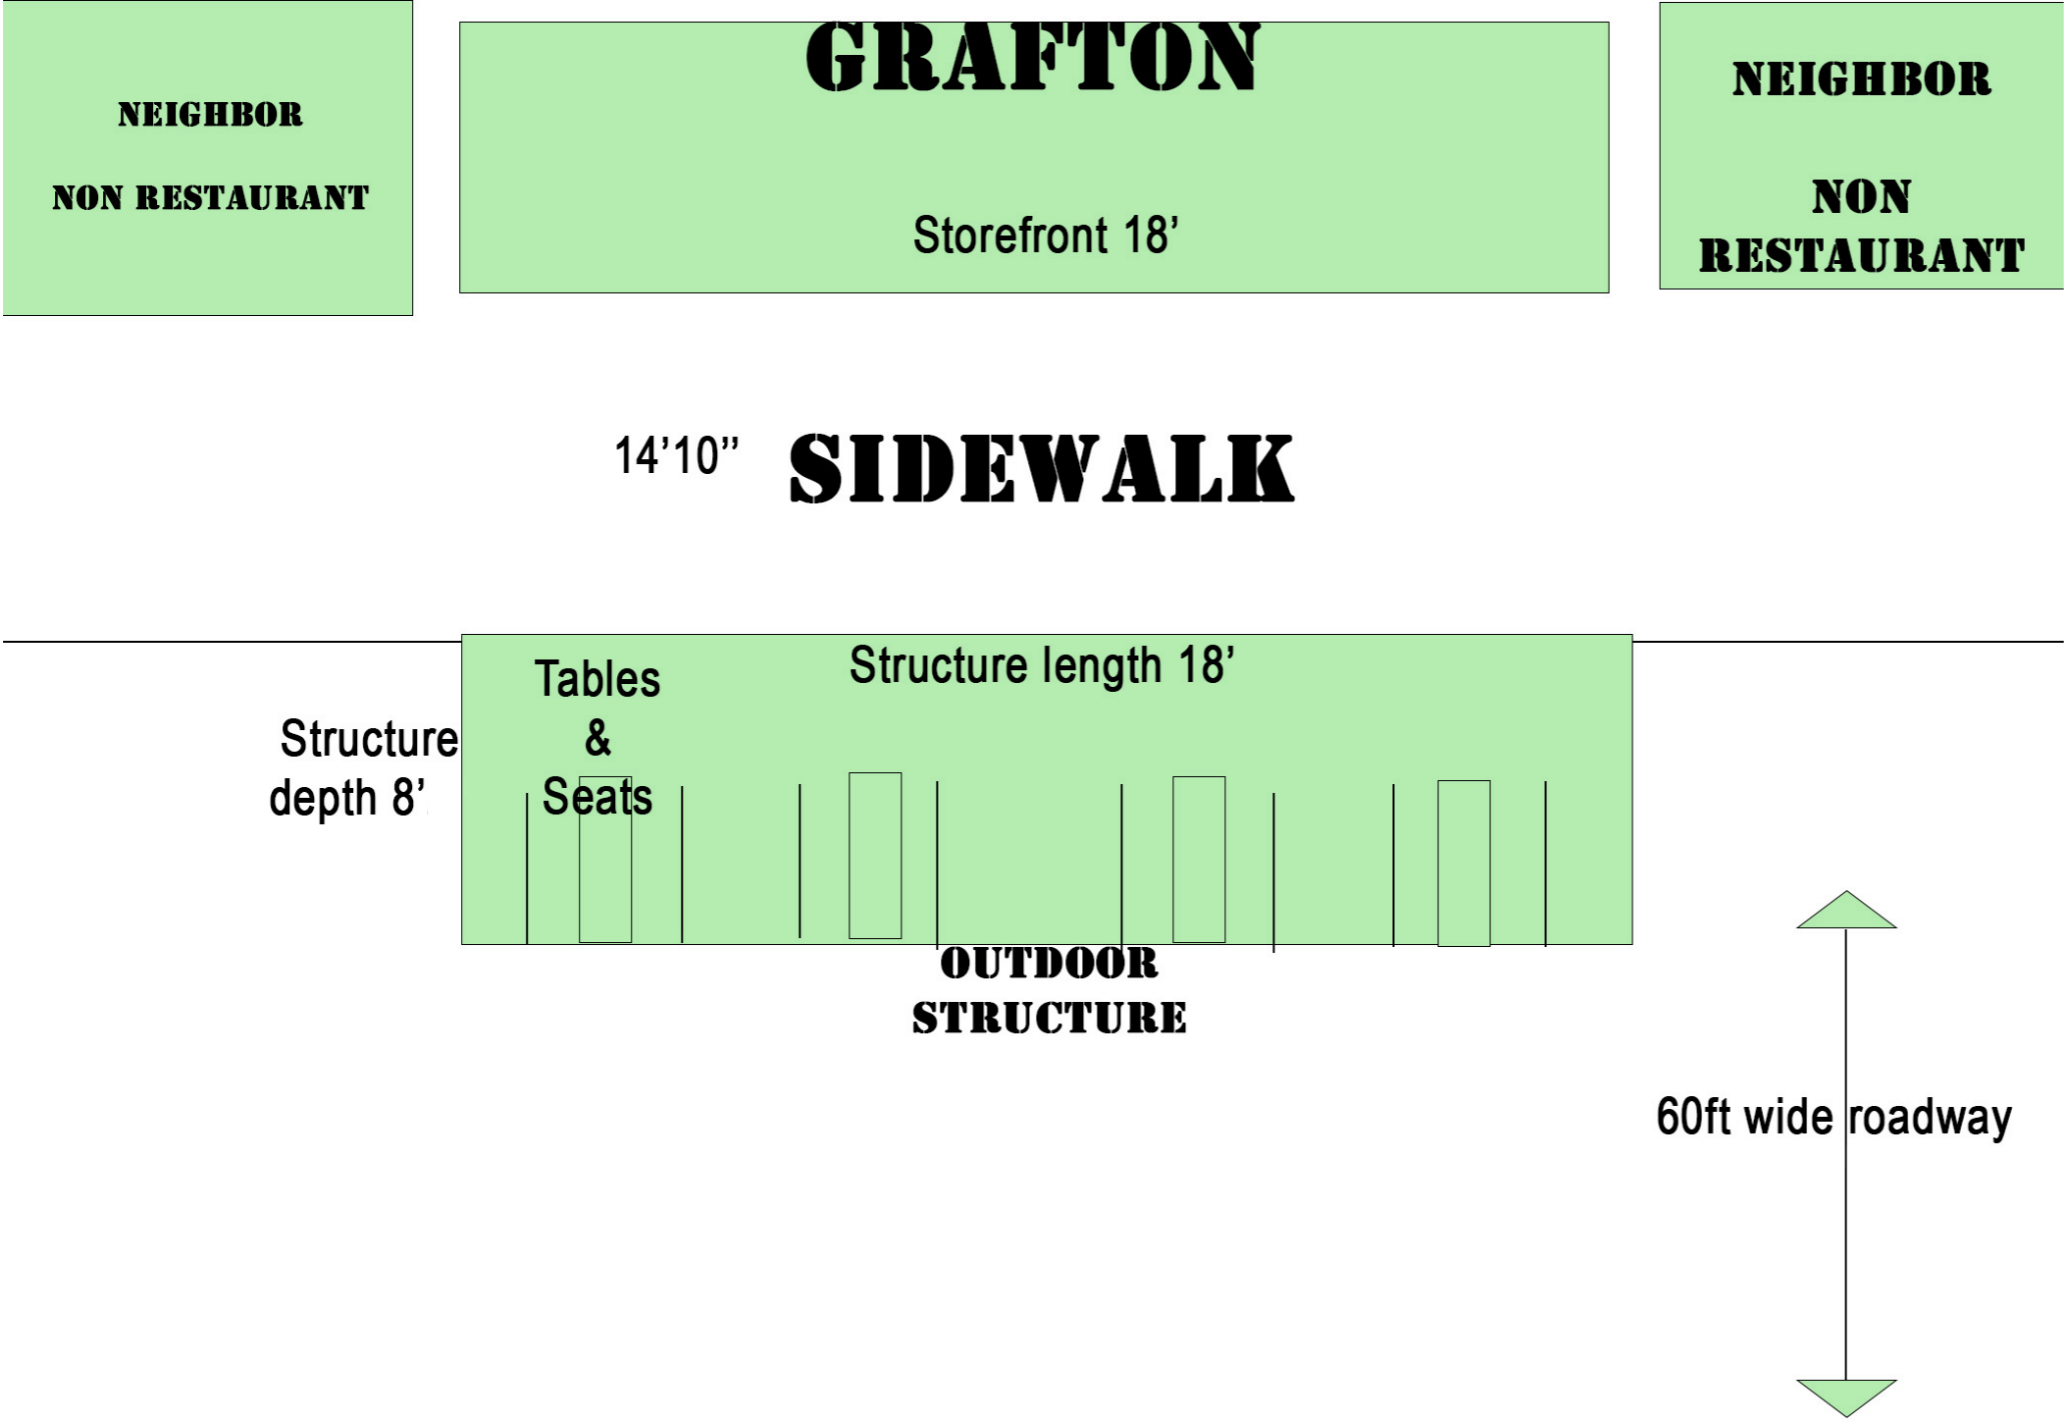 GRAFTON
NEIGHBOR
NON RESTAURANT
NEIGHBOR
NON
RESTAURANT
Storefront 18’
14’10’’ SIDEWALK
Structure length 18’
Tables
&
Seats
Structure
depth 8’
OUTDOOR
STRUCTURE
60ft wide roadway